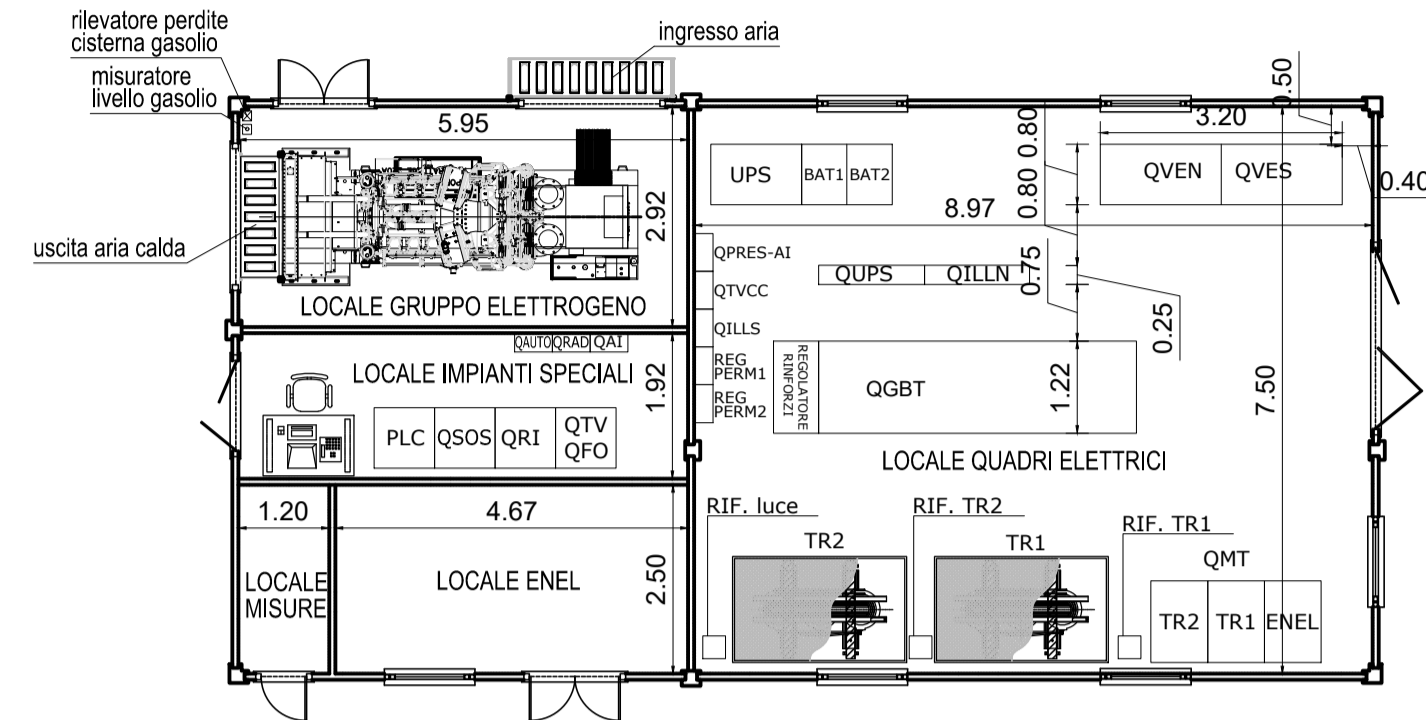 rilevatore perdite
cisterna gasolio
misuratore
livello gasolio
ingresso aria
uscita aria calda
5.95
2.92
LOCALE GRUPPO ELETTROGENO
UPS
BAT1
BAT2
0.80
0.80
3.20
0.50
QVEN
QVES
0.40
8.97
QPRES-AI
QTVCC
QILLS
REG
PERM1
REG
PERM2
QUPS
QILLN
0.75
0.25
REGOLATORE
RINFORZI
QGBT
1.22
7.50
LOCALE QUADRI ELETTRICI
QAUTO
QRAD
QAI
LOCALE IMPIANTI SPECIALI
1.92
PLC
QSOS
QRI
QTV
QFO
1.20
4.67
2.50
LOCALE
MISURE
LOCALE ENEL
RIF. luce
RIF. TR2
RIF. TR1
TR2
TR1
QMT
TR2
TR1
ENEL